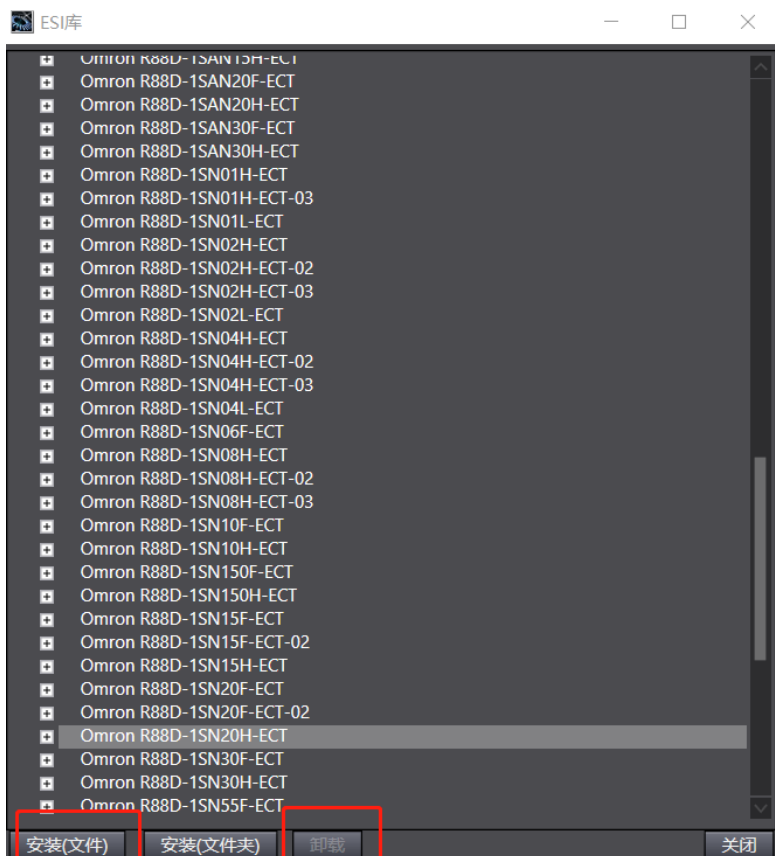 ESI库
Omron R88D-1SAN15H-ECT
Omron R88D-1SAN20F-ECT
Omron R88D-1SAN20H-ECT
Omron R88D-1SAN30F-ECT
Omron R88D-1SAN30H-ECT
Omron R88D-1SN01H-ECT
Omron R88D-1SN01H-ECT-03
Omron R88D-1SN01L-ECT
Omron R88D-1SN02H-ECT
Omron R88D-1SN02H-ECT-02
Omron R88D-1SN02H-ECT-03
Omron R88D-1SN02L-ECT
Omron R88D-1SN04H-ECT
Omron R88D-1SN04H-ECT-02
Omron R88D-1SN04H-ECT-03
Omron R88D-1SN04L-ECT
Omron R88D-1SN06F-ECT
Omron R88D-1SN08H-ECT
Omron R88D-1SN08H-ECT-02
Omron R88D-1SN08H-ECT-03
Omron R88D-1SN10F-ECT
Omron R88D-1SN10H-ECT
Omron R88D-1SN150F-ECT
Omron R88D-1SN150H-ECT
Omron R88D-1SN15F-ECT
Omron R88D-1SN15F-ECT-02
Omron R88D-1SN15H-ECT
Omron R88D-1SN20F-ECT
Omron R88D-1SN20F-ECT-02
Omron R88D-1SN20H-ECT
Omron R88D-1SN30F-ECT
Omron R88D-1SN30H-ECT
Omron R88D-1SN55F-ECT
安装(文件) 安装(文件夹) 卸载 关闭